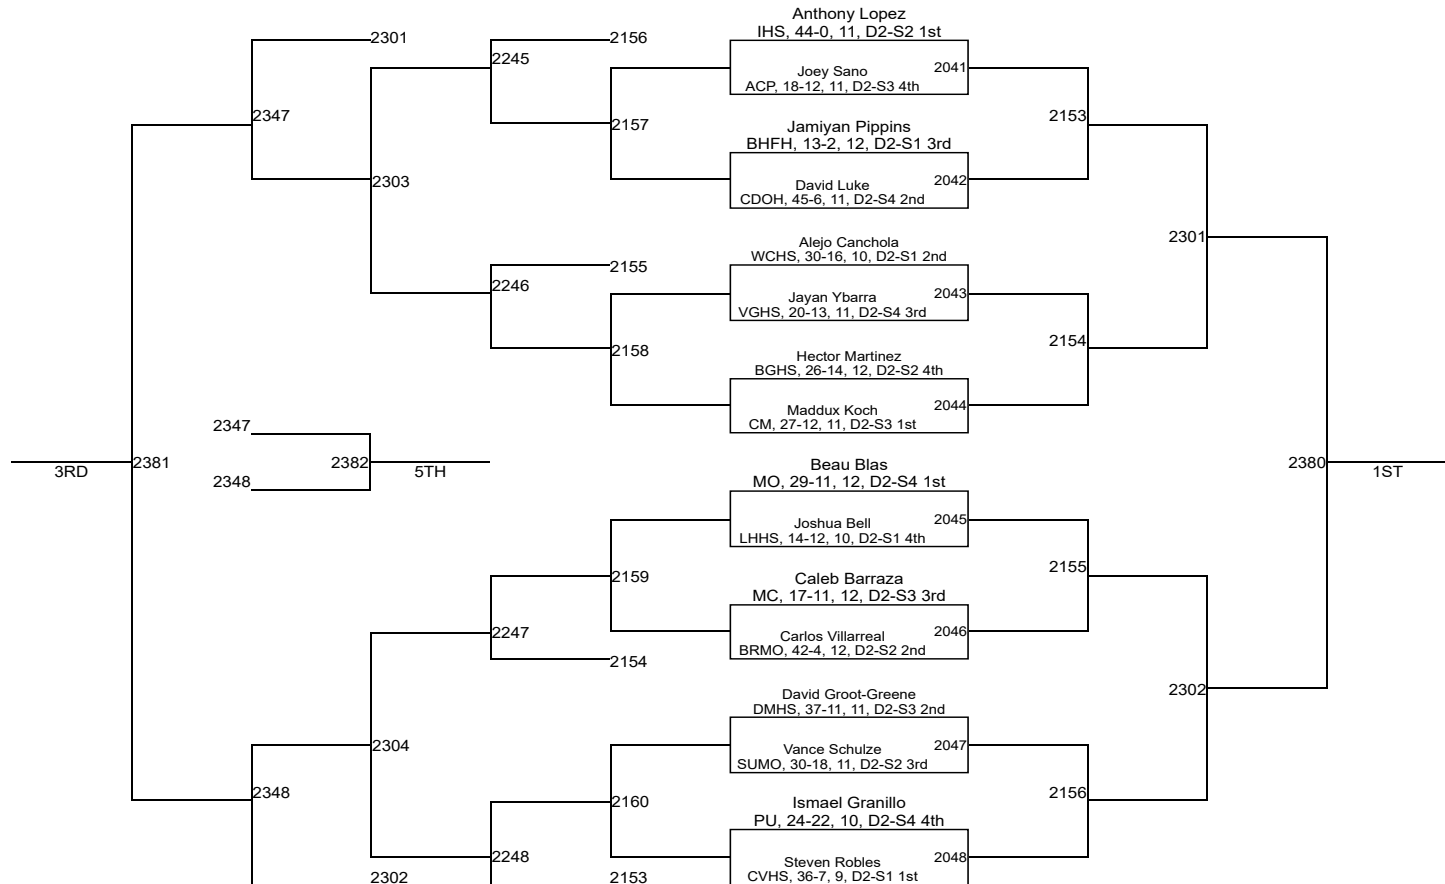 Anthony Lopez
IHS, 44-0, 11, D2-S2 1st
2301
2156
2245
Joey Sano
2041
ACP, 18-12, 11, D2-S3 4th
2347
2157
2153
Jamiyan Pippins
BHFH, 13-2, 12, D2-S1 3rd
2303
David Luke
2042
CDOH, 45-6, 11, D2-S4 2nd
2301
Alejo Canchola
WCHS, 30-16, 10, D2-S1 2nd
2155
2246
Jayan Ybarra
2043
VGHS, 20-13, 11, D2-S4 3rd
2158
2154
Hector Martinez
BGHS, 26-14, 12, D2-S2 4th
Maddux Koch
2044
CM, 27-12, 11, D2-S3 1st
2347
3RD
2381
2382
5TH
2348
2380
1ST
Beau Blas
MO, 29-11, 12, D2-S4 1st
Joshua Bell
2045
LHHS, 14-12, 10, D2-S1 4th
2159
2155
Caleb Barraza
MC, 17-11, 12, D2-S3 3rd
2247
Carlos Villarreal
2046
BRMO, 42-4, 12, D2-S2 2nd
2154
2302
David Groot-Greene
DMHS, 37-11, 11, D2-S3 2nd
2304
Vance Schulze
2047
SUMO, 30-18, 11, D2-S2 3rd
2348
2160
2156
Ismael Granillo
PU, 24-22, 10, D2-S4 4th
2248
Steven Robles
2048
2302
2153
CVHS, 36-7, 9, D2-S1 1st